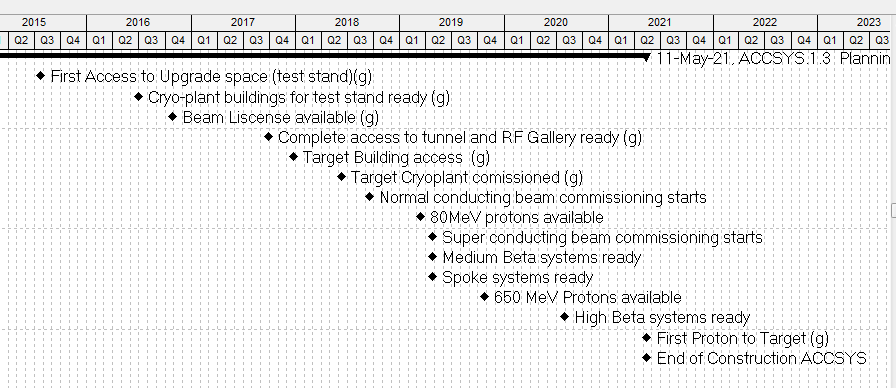 2015 2016 2017 2018 2019 2020 2021 2022 2023
Q2 Q3 Q4 Q1 Q2 Q3 Q4 Q1 Q2 Q3 Q4 Q1 Q2 Q3 Q4 Q1 Q2 Q3 Q4 Q1 Q2 Q3 Q4 Q1 Q2 Q3 Q4 Q1 Q2 Q3 Q4 Q1 Q2 Q3
11-May-21, ACCSYS.1.3 Plannin
First Access to Upgrade space (test stand)(g)
Cryo-plant buildings for test stand ready (g)
Beam Liscense available (g)
Complete access to tunnel and RF Gallery ready (g)
Target Building access (g)
Target Cryoplant comissioned (g)
Normal conducting beam commissioning starts
80MeV protons available
Super conducting beam commissioning starts
Medium Beta systems ready
Spoke systems ready
650 MeV Protons available
High Beta systems ready
First Proton to Target (g)
End of Construction ACCSYS